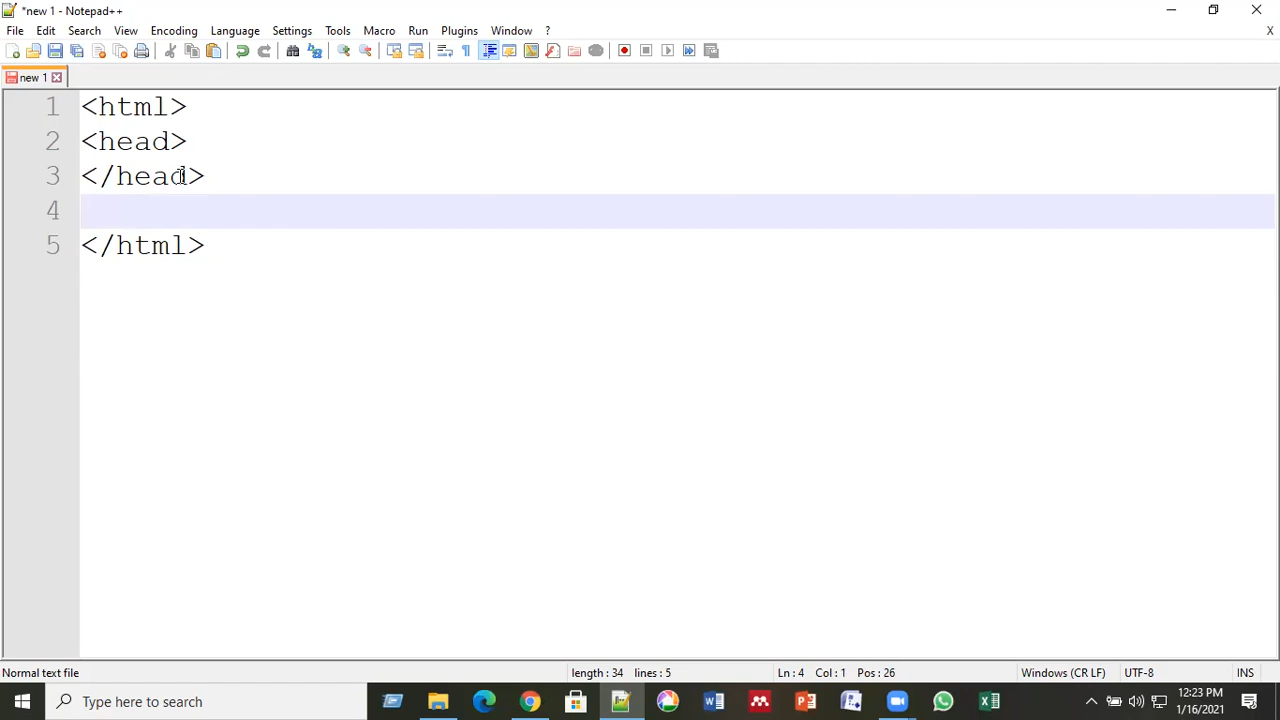 *new 1 - Notepad++
File Edit Search View Encoding Language Settings Tools Macro Run Plugins Window ? X
new 1
1 <html>
2 <head>
3 </head>
4
5 </html>
Normal text file length : 34 lines : 5 Ln : 4 Col : 1 Pos : 26 Windows (CR LF) UTF-8 INS
Type here to search 12:23 PM
1/16/2021